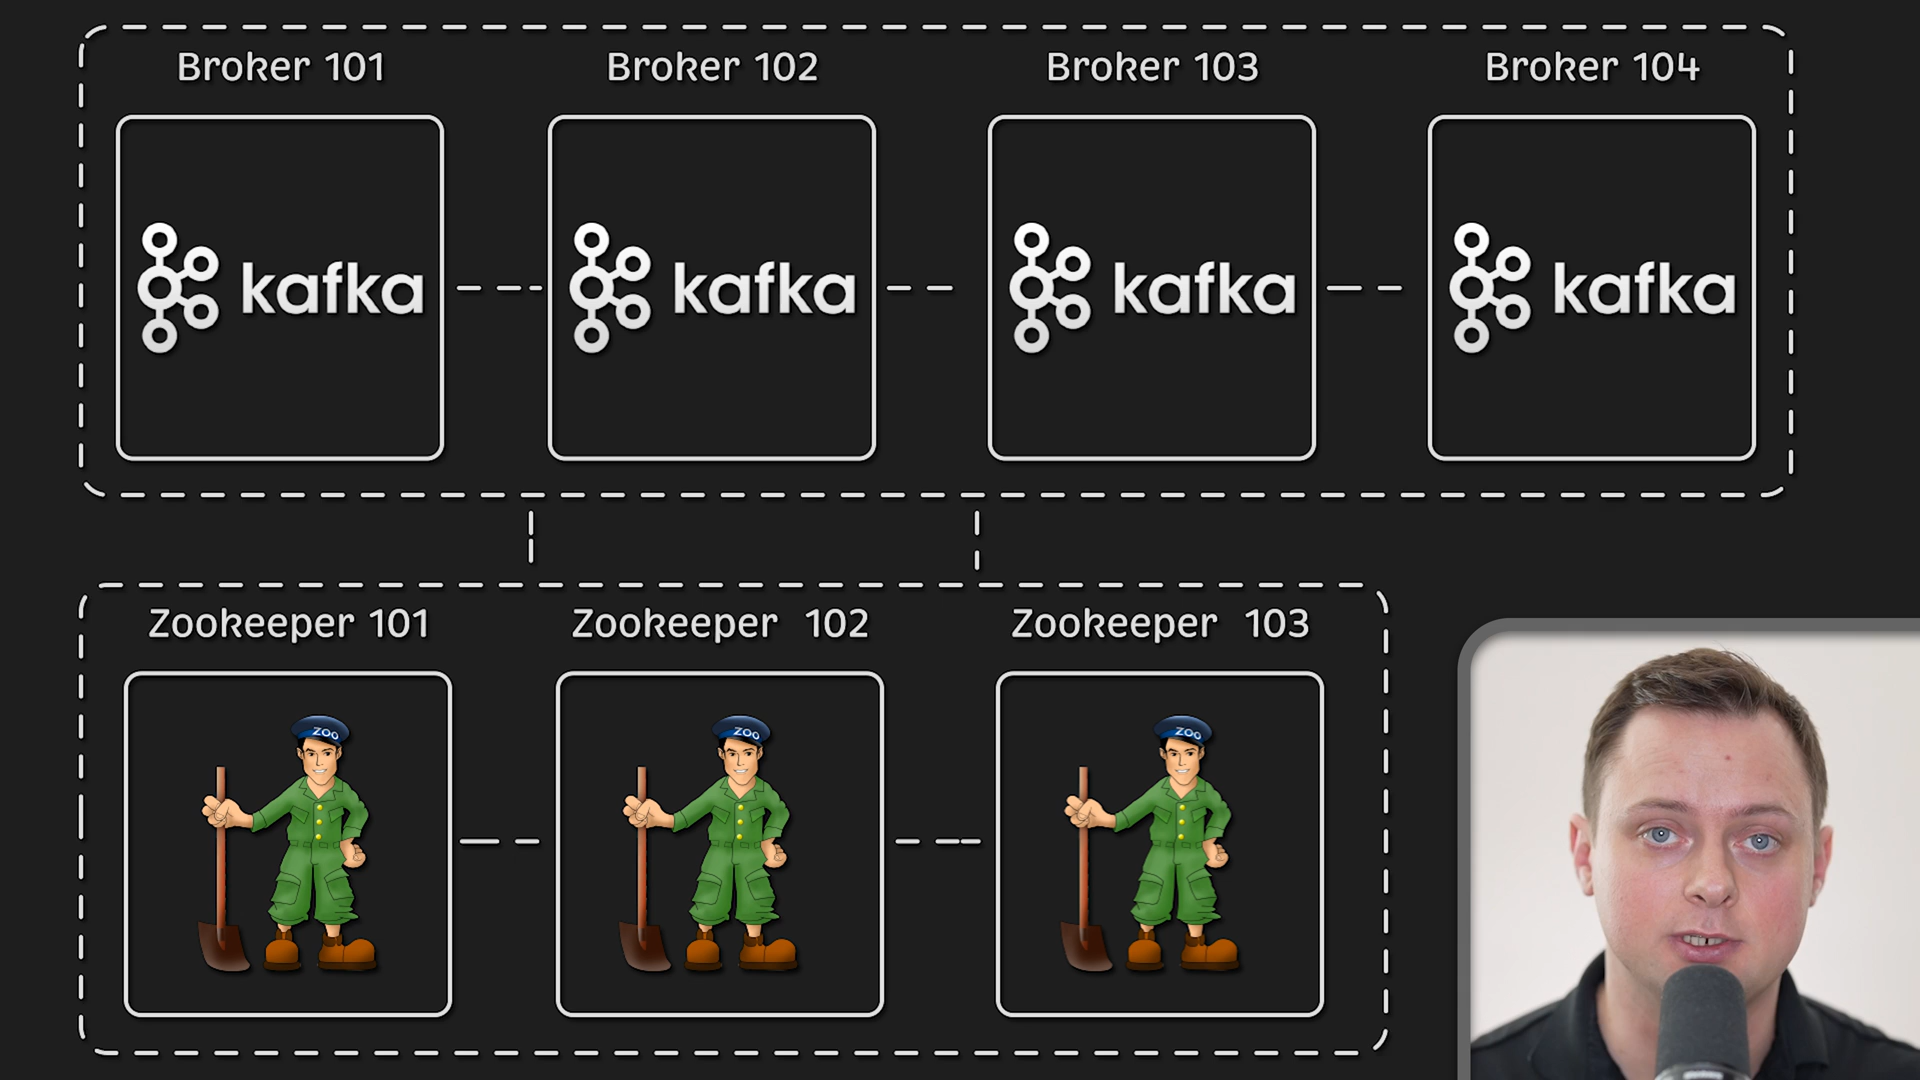 Broker 101 Broker 102 Broker 103 Broker 104
kafka kafka kafka kafka
Zookeeper 101 Zookeeper 102 Zookeeper 103
ZOO ZOO ZOO